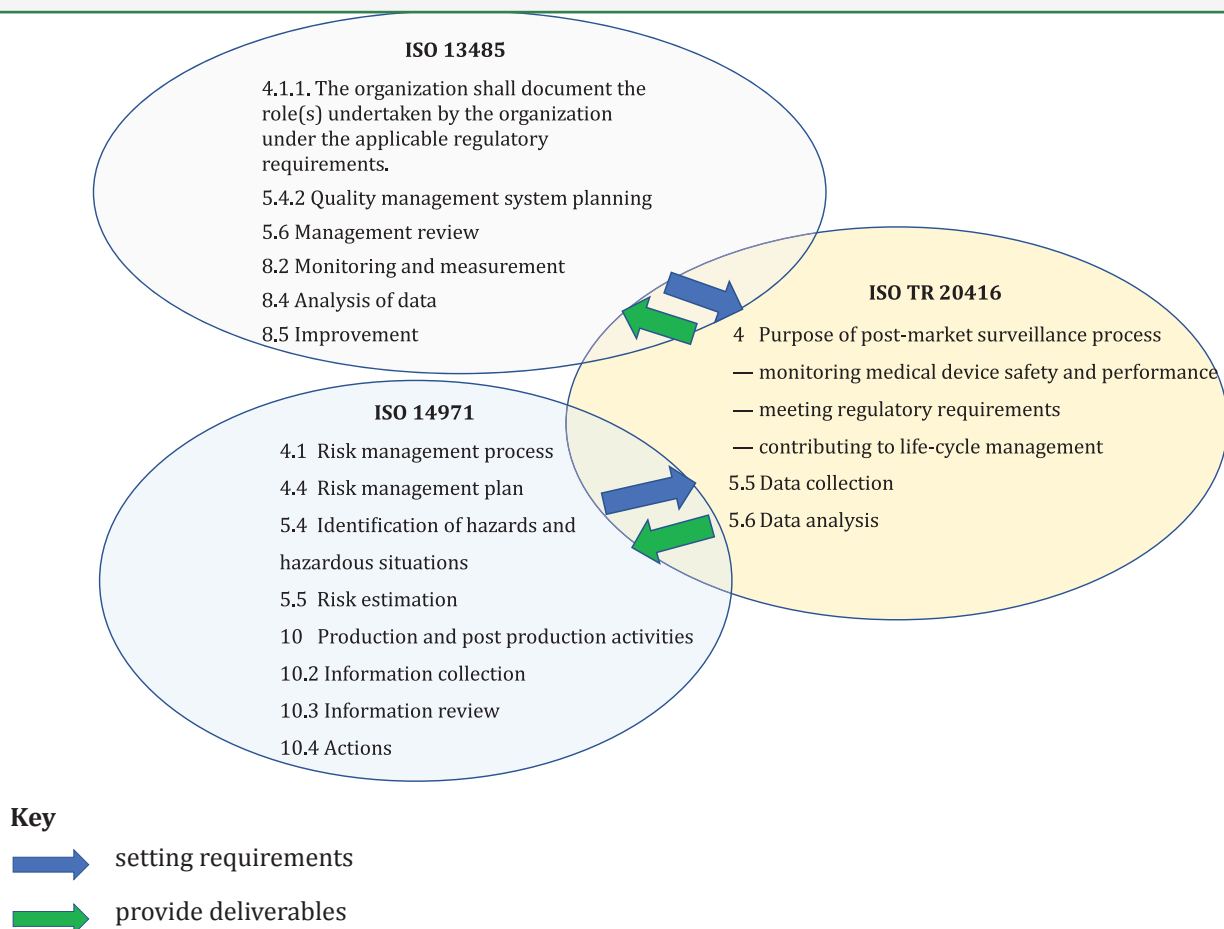 ISO 13485
4.1.1. The organization shall document the
role(s) undertaken by the organization
under the applicable regulatory
requirements.
5.4.2 Quality management system planning
5.6 Management review
8.2 Monitoring and measurement
8.4 Analysis of data
8.5 Improvement
ISO TR 20416
4 Purpose of post-market surveillance process
— monitoring medical device safety and performance
— meeting regulatory requirements
— contributing to life-cycle management
5.5 Data collection
5.6 Data analysis
ISO 14971
4.1 Risk management process
4.4 Risk management plan
5.4 Identification of hazards and
hazardous situations
5.5 Risk estimation
10 Production and post production activities
10.2 Information collection
10.3 Information review
10.4 Actions
Key
setting requirements
provide deliverables